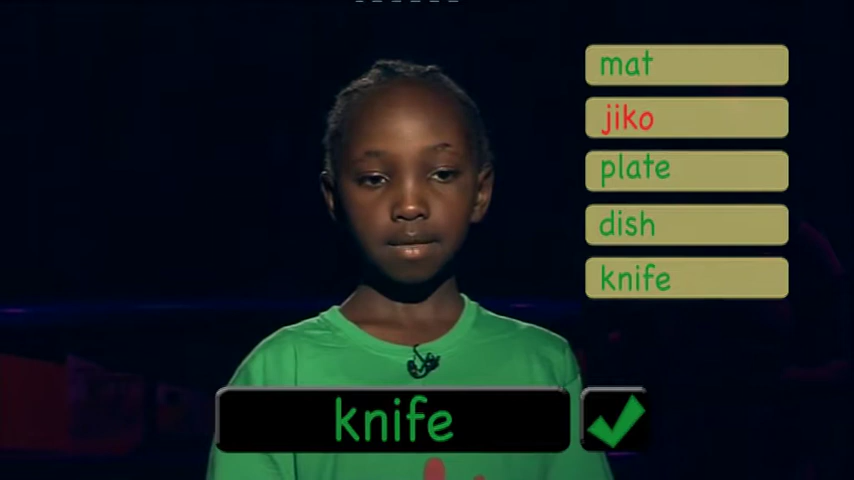 mat
jiko
plate
dish
knife
knife